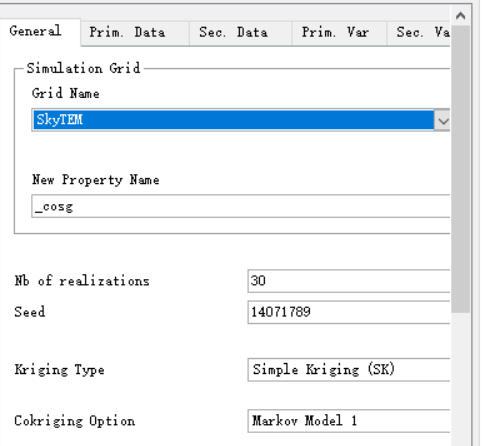 General Prim. Data Sec. Data Prim. Var Sec. Va
Simulation Grid
Grid Name
SkyTEM
New Property Name
_cosg
Nb of realizations 30
Seed 14071789
Kriging Type Simple Kriging (SK)
Cokriging Option Markov Model 1